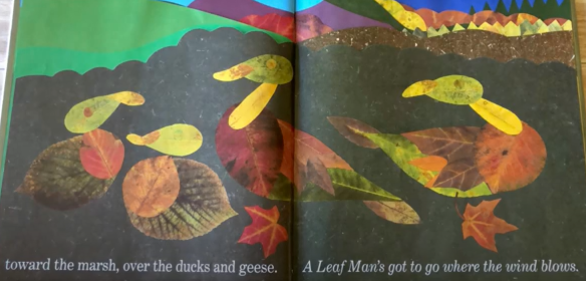 toward the marsh, over the ducks and geese.
A Leaf Man's got to go where the wind blows.